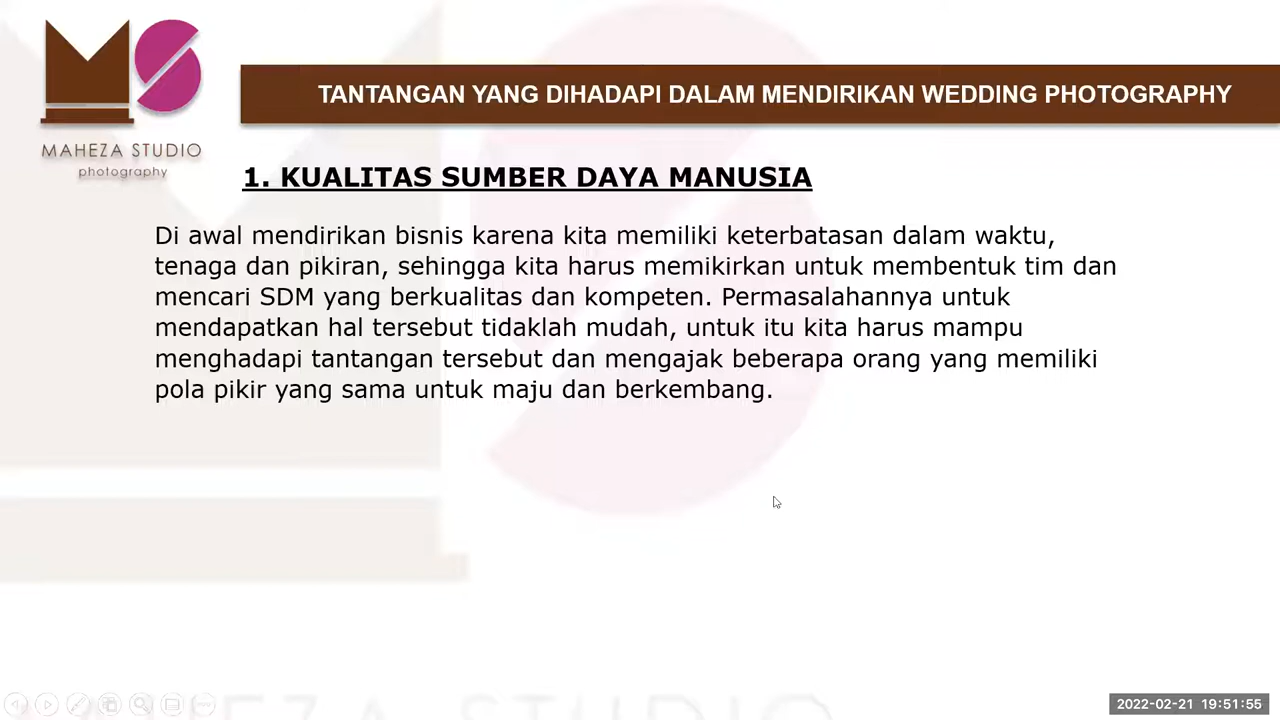 MS
MAHEZA STUDIO
photography
TANTANGAN YANG DIHADAPI DALAM MENDIRIKAN WEDDING PHOTOGRAPHY
1. KUALITAS SUMBER DAYA MANUSIA
Di awal mendirikan bisnis karena kita memiliki keterbatasan dalam waktu,
tenaga dan pikiran, sehingga kita harus memikirkan untuk membentuk tim dan
mencari SDM yang berkualitas dan kompeten. Permasalahannya untuk
mendapatkan hal tersebut tidaklah mudah, untuk itu kita harus mampu
menghadapi tantangan tersebut dan mengajak beberapa orang yang memiliki
pola pikir yang sama untuk maju dan berkembang.
MAHEZA STUDIO
2022-02-21 19:51:55